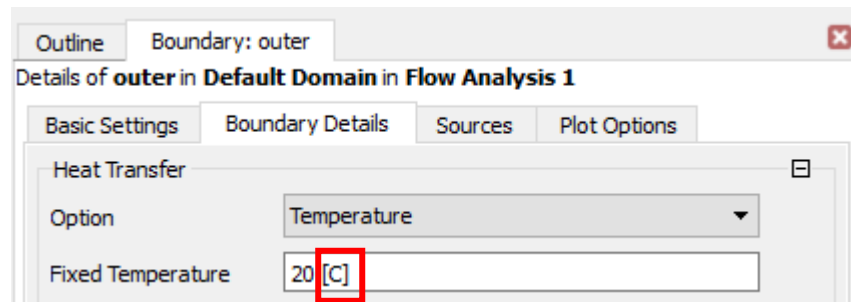 Outline Boundary: outer
Details of outer in Default Domain in Flow Analysis 1
Basic Settings Boundary Details Sources Plot Options
Heat Transfer
Option Temperature
Fixed Temperature 20 [C]